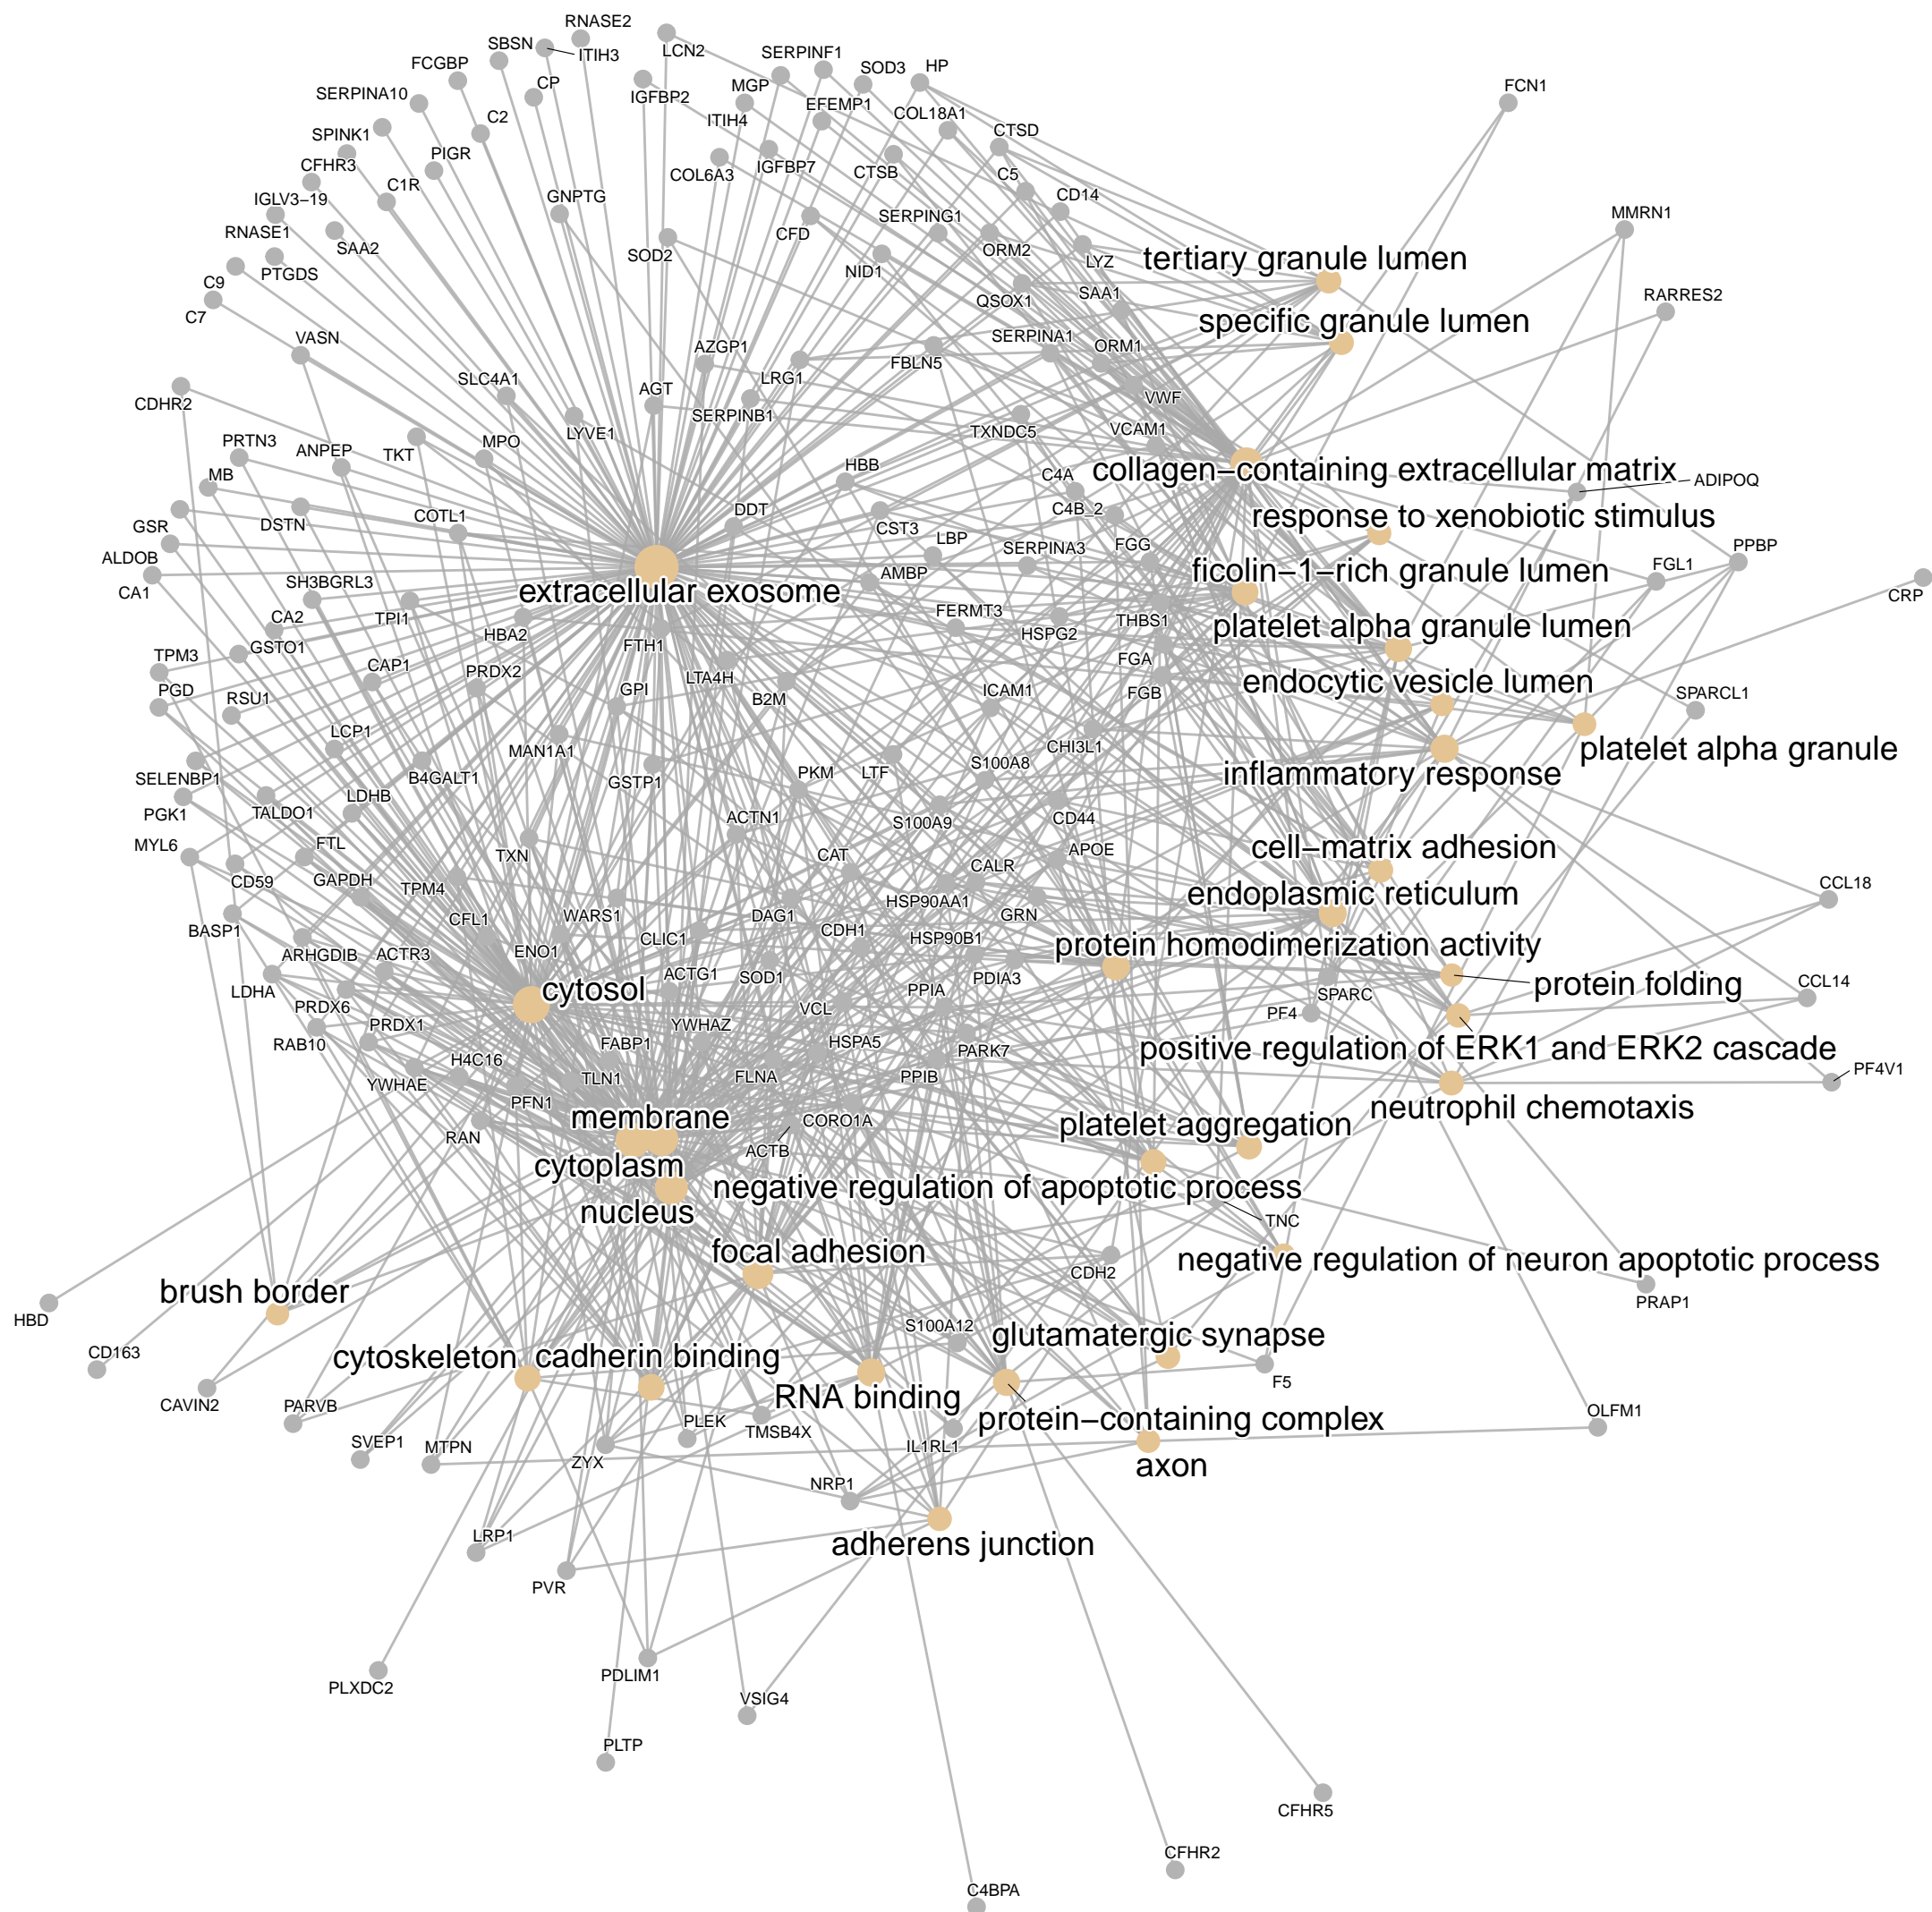 RNASE2
SBSN
ITIH3
LCN2
SERPINF1
SOD3
HP
FCGBP
CP
MGP
IGFBP2
EFEMP1
FCN1
SERPINA10
C2
ITIH4
COL18A1
CTSD
SPINK1
PIGR
CFHR3
COL6A3
IGFBP7
CTSB
C5
C1R
IGLV3−19
GNPTG
CD14
RNASE1
SERPING1
MMRN1
SAA2
SOD2
CFD
ORM2
LYZ
tertiary granule lumen
PTGDS
NID1
C9
QSOX1
SAA1
RARRES2
C7
specific granule lumen
VASN
SERPINA1
AZGP1
ORM1
FBLN5
SLC4A1
LRG1
AGT
VWF
CDHR2
SERPINB1
LYVE1
TXNDC5
VCAM1
PRTN3
ANPEP
TKT
MPO
HBB
C4A
collagen−containing extracellular matrix
MB
ADIPOQ
DDT
C4B_2
GSR
DSTN
COTL1
CST3
response to xenobiotic stimulus
LBP
SERPINA3
FGG
PPBP
ALDOB
FGL1
AMBP
ficolin−1−rich granule lumen
SH3BGRL3
CA1
extracellular exosome
CRP
CA2
TPI1
FERMT3
THBS1
HBA2
HSPG2
platelet alpha granule lumen
GSTO1
FTH1
TPM3
CAP1
PRDX2
LTA4H
FGA
PGD
GPI
B2M
ICAM1
FGB
endocytic vesicle lumen
SPARCL1
RSU1
LCP1
MAN1A1
CHI3L1
platelet alpha granule
SELENBP1
B4GALT1
GSTP1
PKM
LTF
S100A8
inflammatory response
LDHB
PGK1
TALDO1
ACTN1
S100A9
CD44
MYL6
FTL
TXN
CAT
CALR
APOE
cell−matrix adhesion
CD59
GAPDH
TPM4
CCL18
HSP90AA1
endoplasmic reticulum
BASP1
CFL1
WARS1
DAG1
GRN
CDH1
HSP90B1
CLIC1
protein homodimerization activity
ARHGDIB
ACTR3
ENO1
ACTG1
SOD1
PDIA3
LDHA
cytosol
PPIA
SPARC
protein folding
CCL14
PRDX6
VCL
PF4
PRDX1
YWHAZ
RAB10
FABP1
HSPA5
PARK7
positive regulation of ERK1 and ERK2 cascade
H4C16
PF4V1
YWHAE
TLN1
FLNA
PPIB
PFN1
neutrophil chemotaxis
membrane
CORO1A
platelet aggregation
RAN
ACTB
cytoplasm
negative regulation of apoptotic process
nucleus
TNC
focal adhesion
negative regulation of neuron apoptotic process
CDH2
brush border
PRAP1
HBD
S100A12
glutamatergic synapse
CD163
cytoskeleton
cadherin binding
F5
RNA binding
CAVIN2
PARVB
protein−containing complex
OLFM1
PLEK
TMSB4X
SVEP1
MTPN
IL1RL1
ZYX
axon
NRP1
LRP1
adherens junction
PVR
PDLIM1
PLXDC2
VSIG4
PLTP
CFHR5
CFHR2
C4BPA